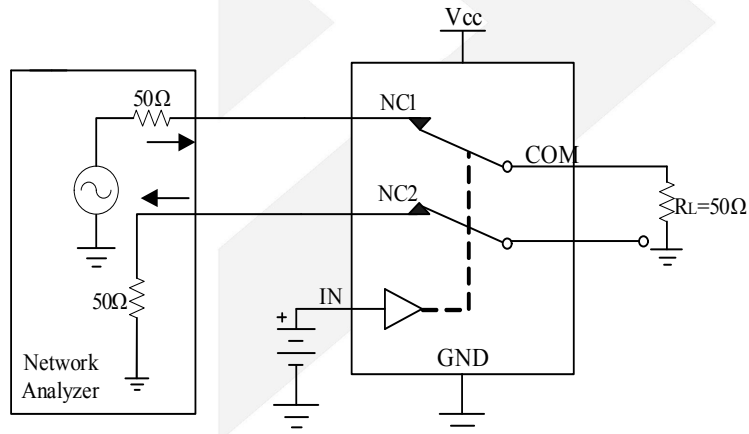 Vcc
50Ω
NC1
COM
NC2
RL=50Ω
50Ω
IN
+
GND
Network
Analyzer